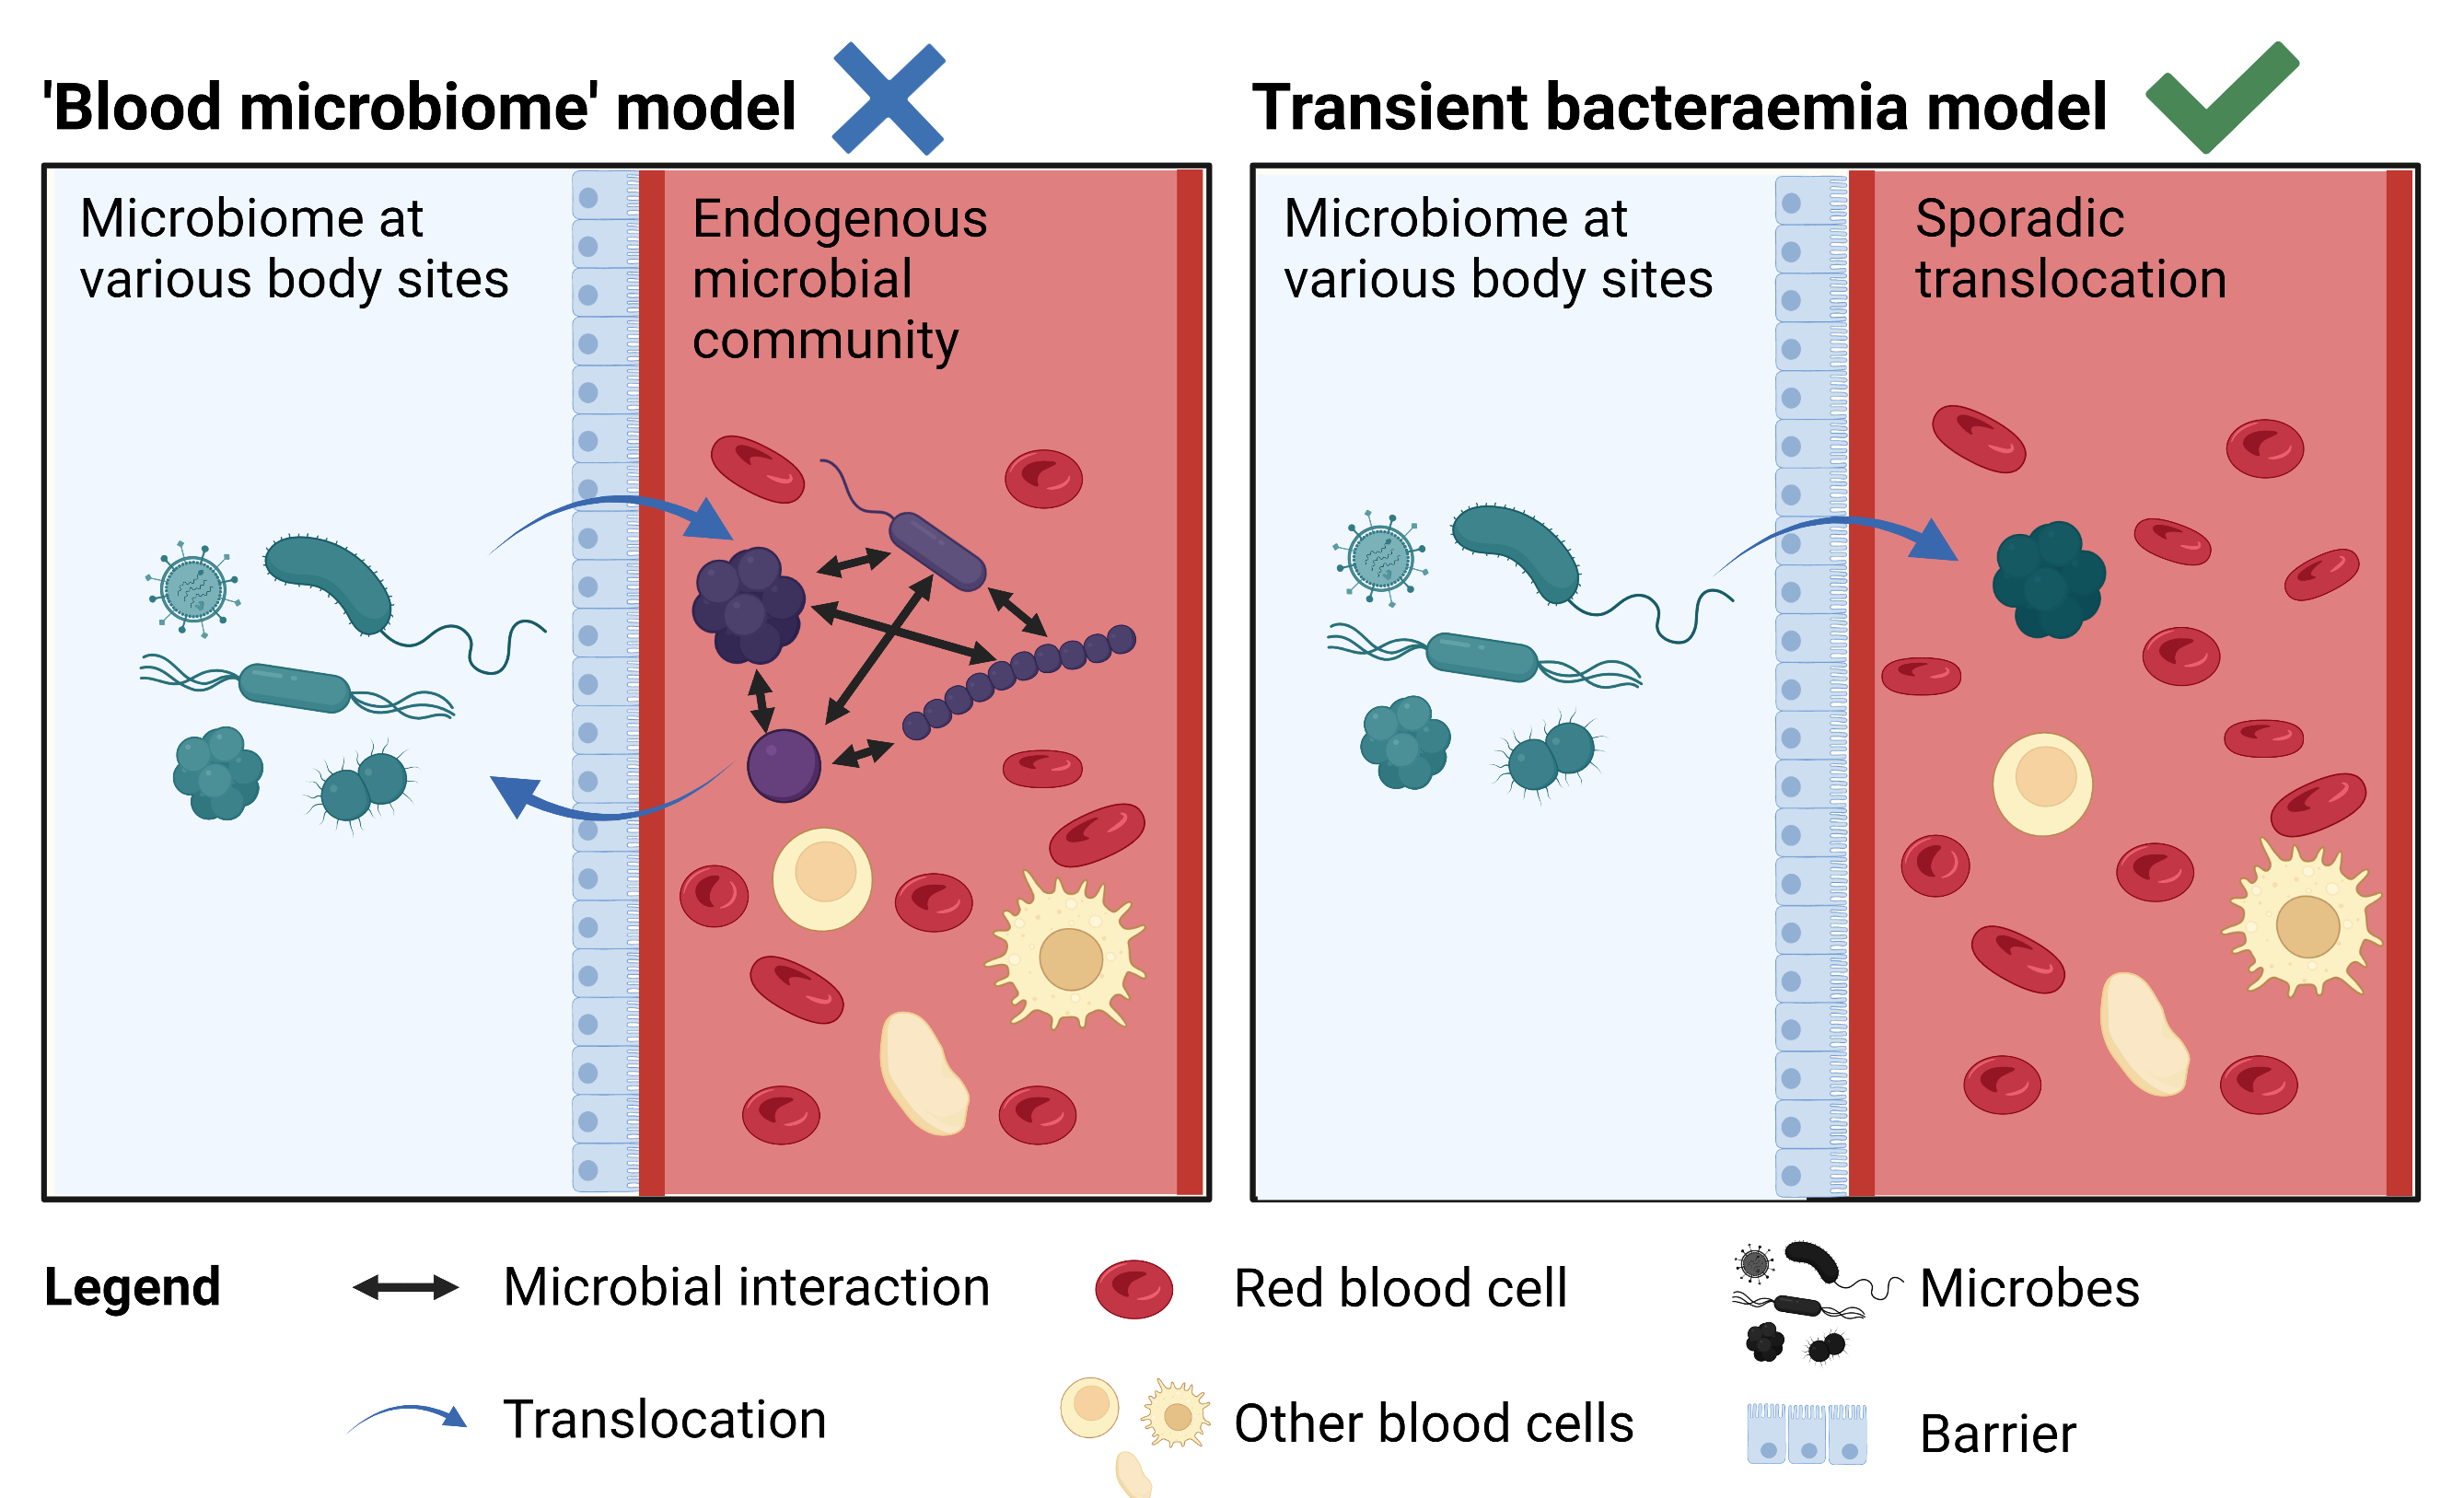 'Blood microbiome' model
Microbiome at
various body sites
Endogenous
microbial
community
Transient bacteraemia model
Microbiome at
various body sites
Sporadic
translocation
Legend
Microbial interaction
Red blood cell
Microbes
Translocation
Other blood cells
Barrier